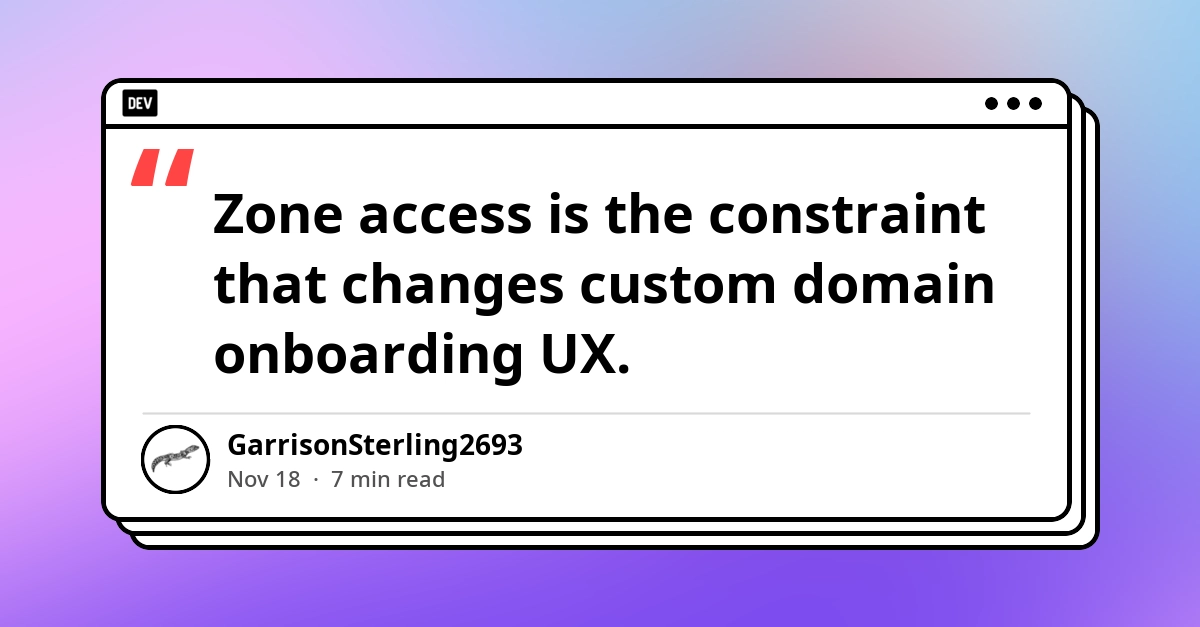 DEV
“
Zone access is the constraint
that changes custom domain
onboarding UX.
GarrisonSterling2693
Nov 18 · 7 min read